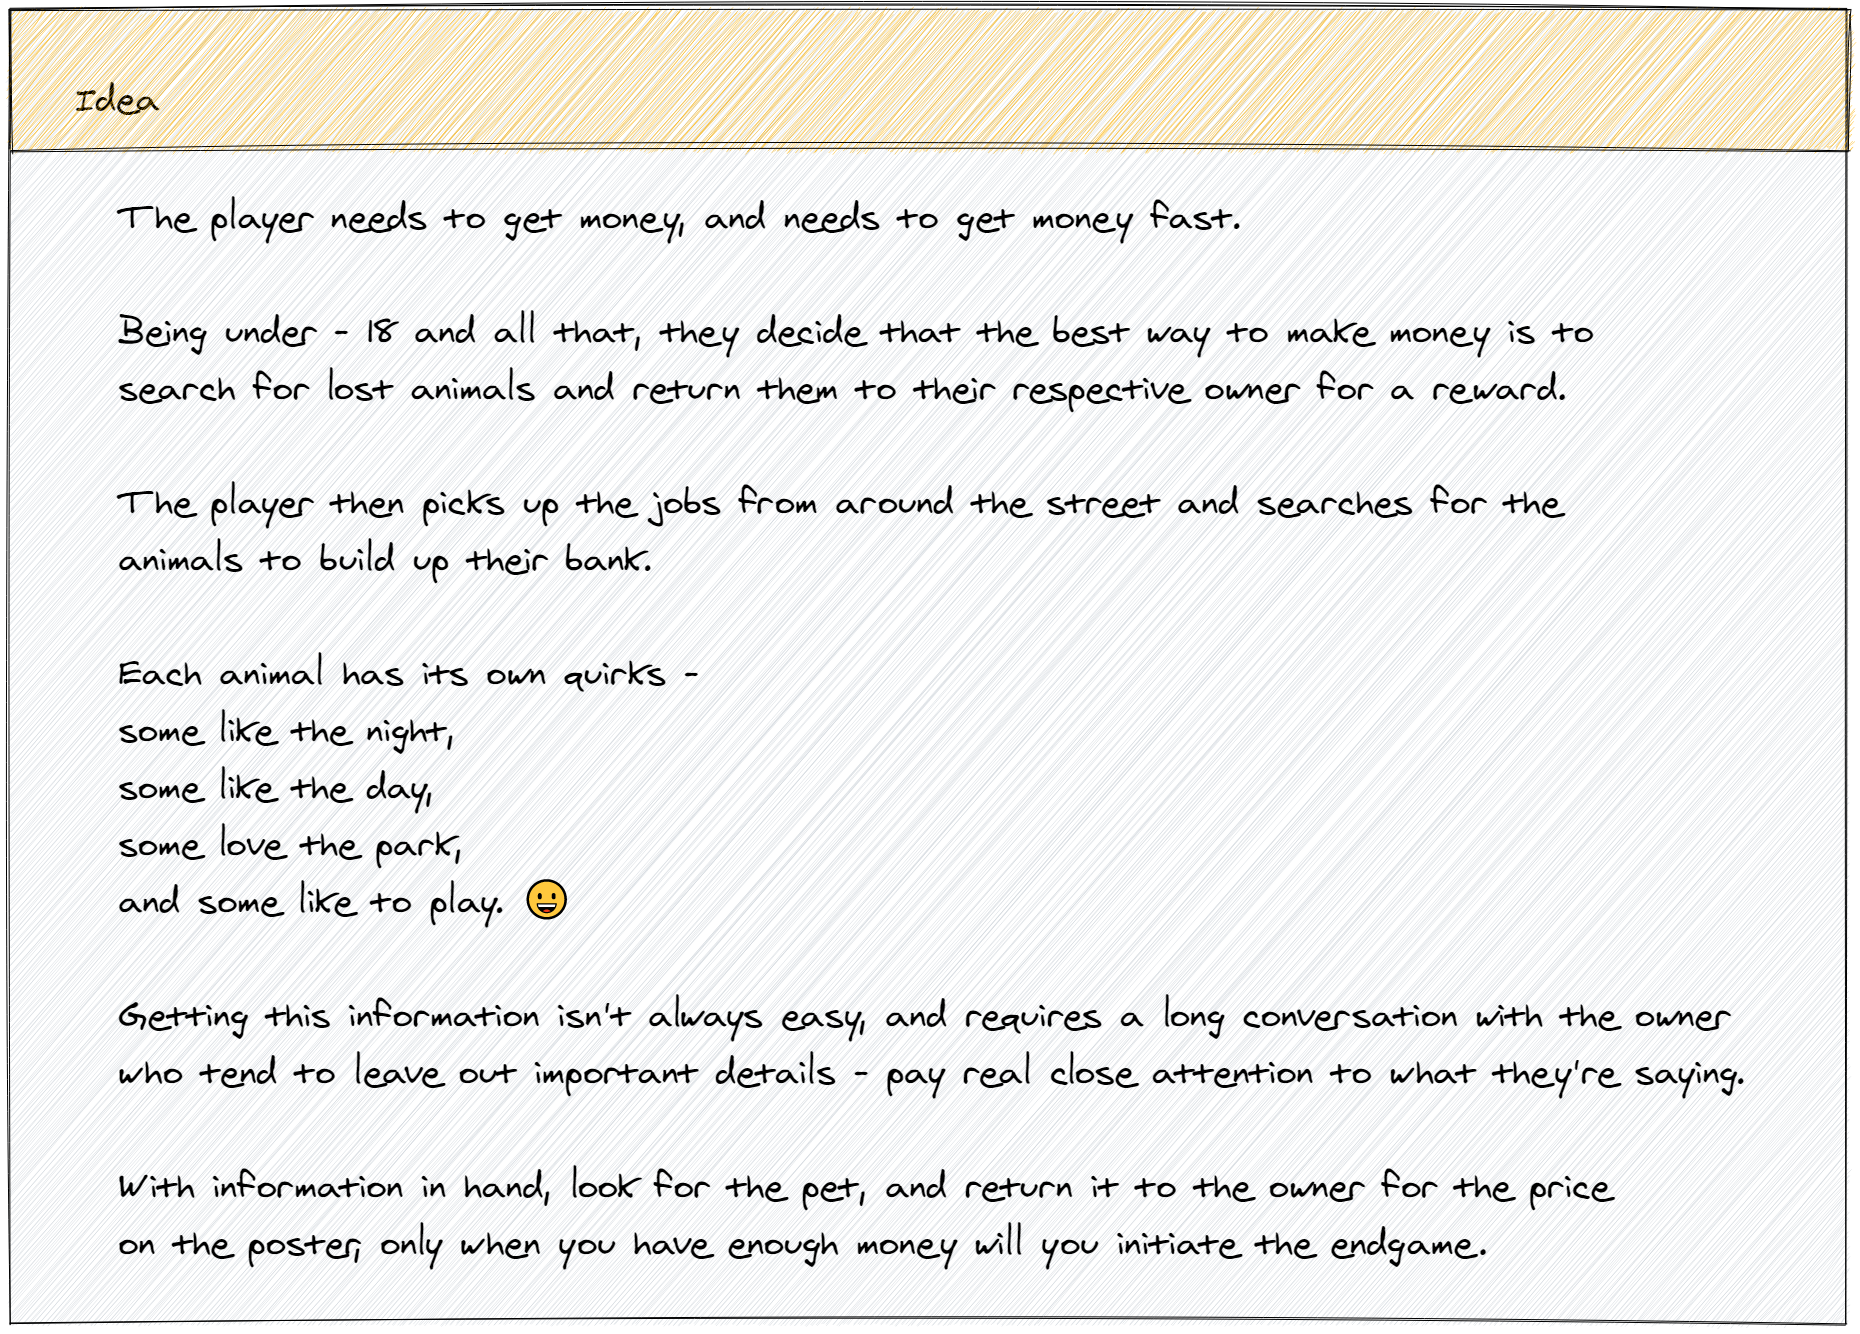 Idea
The player needs to get money, and needs to get money fast.
Being under - 18 and all that, they decide that the best way to make money is to
search for lost animals and return them to their respective owner for a reward.
The player then picks up the jobs from around the street and searches for the
animals to build up their bank.
Each animal has its own quirks -
some like the night,
some like the day,
some love the park,
and some like to play. 😀
Getting this information isn't always easy, and requires a long conversation with the owner
who tend to leave out important details - pay real close attention to what they're saying.
With information in hand, look for the pet, and return it to the owner for the price
on the poster, only when you have enough money will you initiate the endgame.